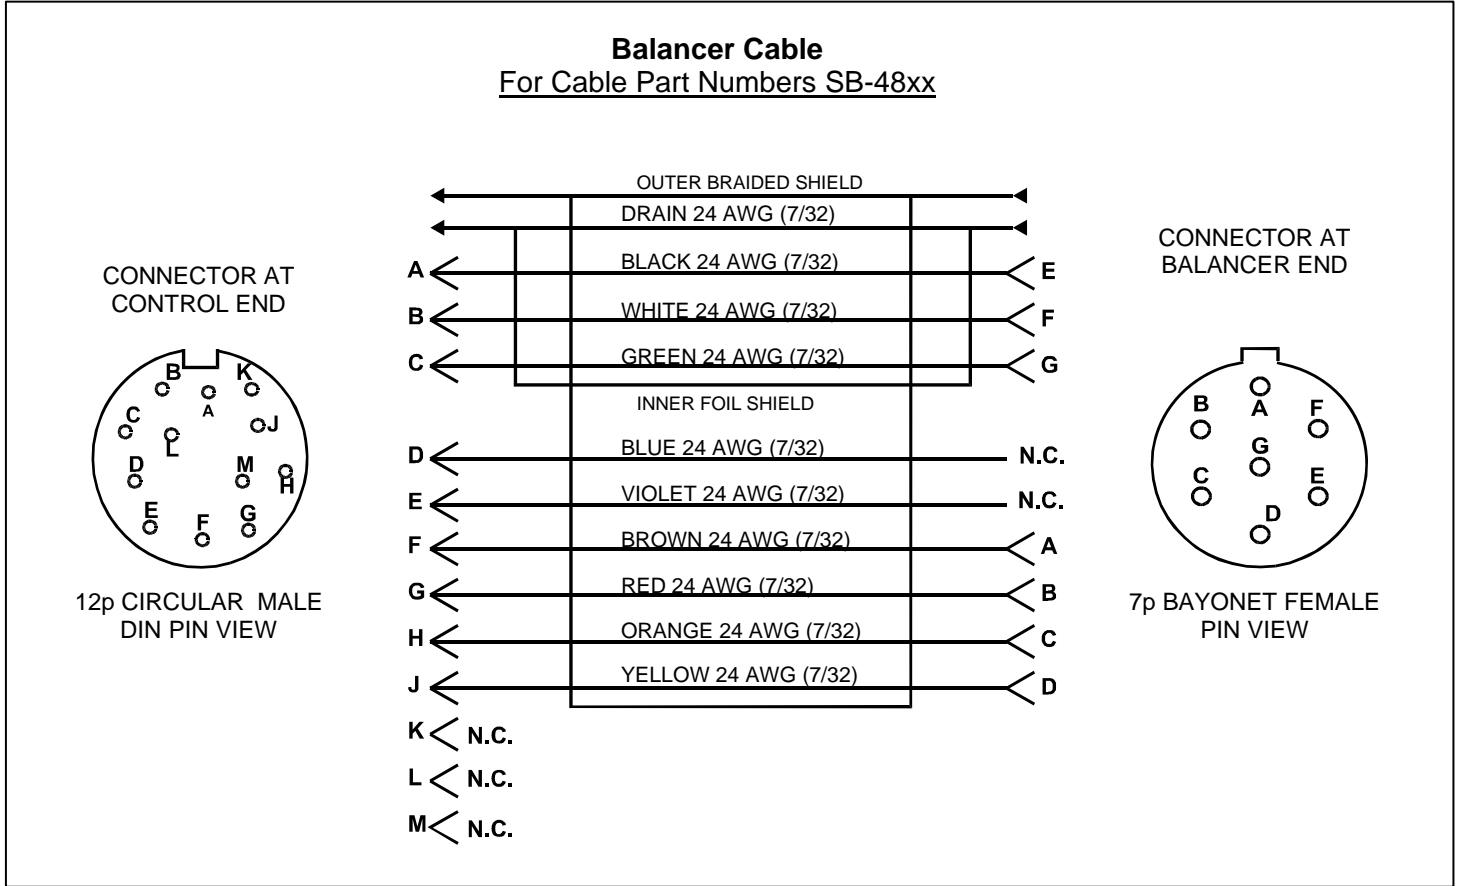 Balancer Cable
For Cable Part Numbers SB-48xx
OUTER BRAIDED SHIELD
DRAIN 24 AWG (7/32)
CONNECTOR AT
CONTROL END
B
K
A
C
J
L
D
M
H
E
F
G
12p CIRCULAR MALE
DIN PIN VIEW
A BLACK 24 AWG (7/32) E
B WHITE 24 AWG (7/32) F
C GREEN 24 AWG (7/32) G
INNER FOIL SHIELD
D BLUE 24 AWG (7/32) N.C.
E VIOLET 24 AWG (7/32) N.C.
F BROWN 24 AWG (7/32) A
G RED 24 AWG (7/32) B
H ORANGE 24 AWG (7/32) C
J YELLOW 24 AWG (7/32) D
K N.C.
L N.C.
M N.C.
CONNECTOR AT
BALANCER END
B
A
F
G
C
E
D
7p BAYONET FEMALE
PIN VIEW